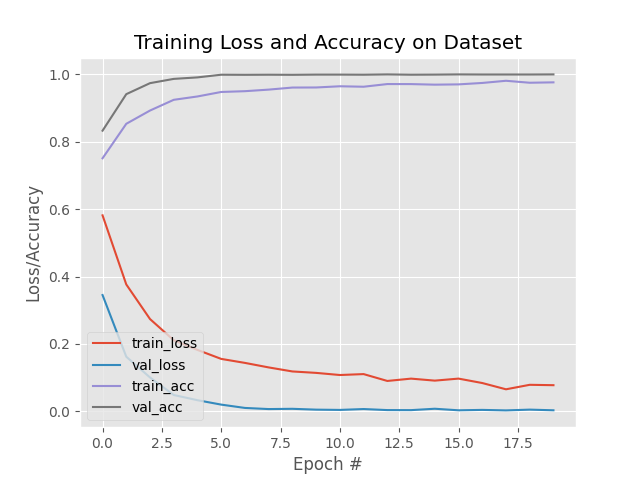 Training Loss and Accuracy on Dataset
1.0
0.8
0.6
0.4
0.2
0.0
Loss/Accuracy
train_loss
val_loss
train_acc
val_acc
0.0 2.5 5.0 7.5 10.0 12.5 15.0 17.5
Epoch #